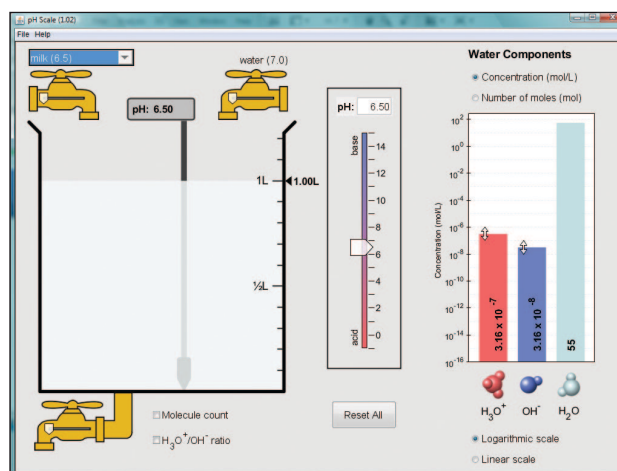 pH Scale (1.02)
File Help
milk (6.5)
water (7.0)
pH: 6.50
1L
1.00L
½L
Molecule count
H₃O⁺/OH⁻ ratio
pH: 6.50
base
14
12
10
8
6
4
2
0
acid
Reset All
Water Components
Concentration (mol/L)
Number of moles (mol)
Concentration (mol/L)
10²
10⁰
10⁻²
10⁻⁴
10⁻⁶
10⁻⁸
10⁻¹⁰
10⁻¹²
10⁻¹⁴
10⁻¹⁶
3.16 x 10⁻⁷
3.16 x 10⁻⁸
55
H₃O⁺ OH⁻ H₂O
Logarithmic scale
Linear scale